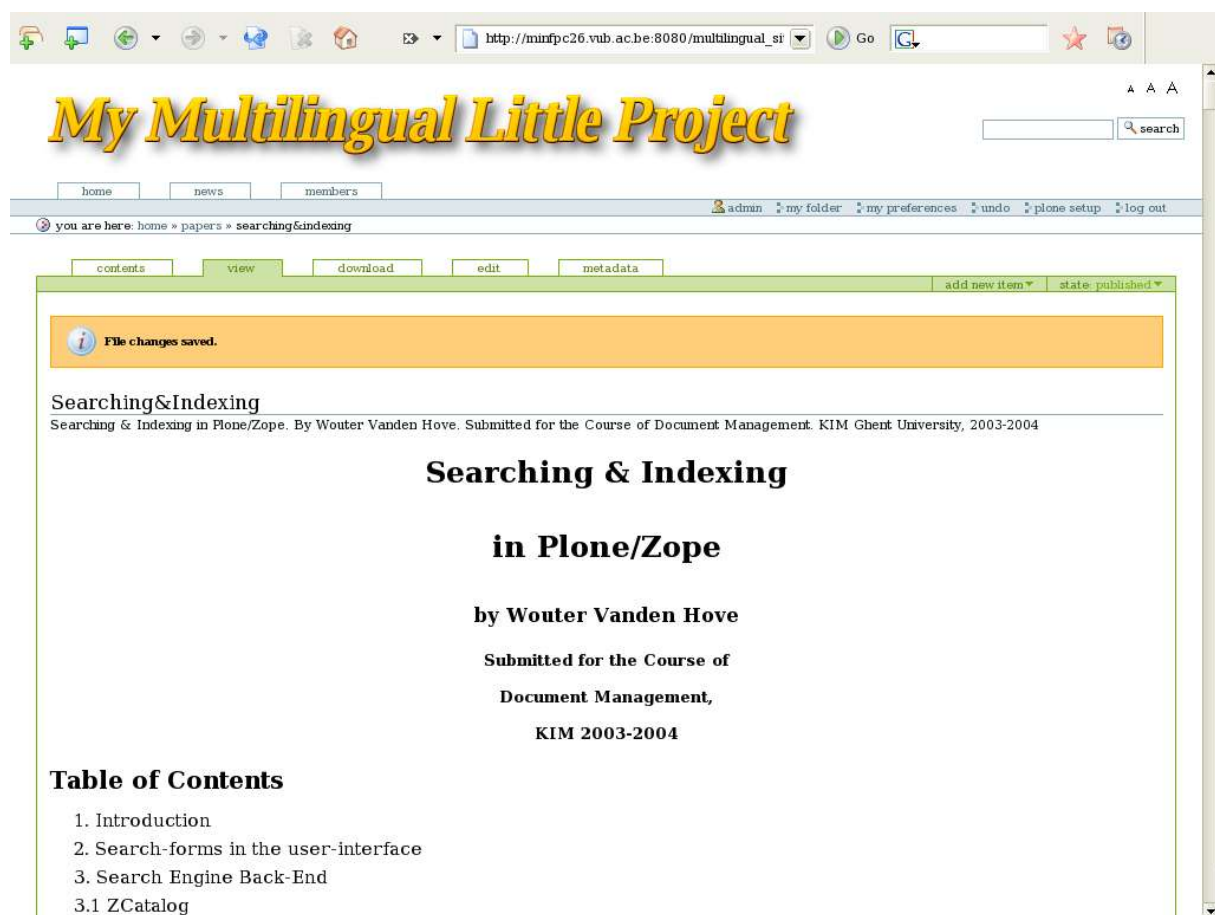 http://minfpc26.vub.ac.be:8080/multilingual_si Go G
A A A
My Multilingual Little Project
search
home news members
admin my folder my preferences undo plone setup log out
you are here: home » papers » searching&indexing
contents view download edit metadata
add new item state: published
i File changes saved.
Searching&Indexing
Searching & Indexing in Plone/Zope. By Wouter Vanden Hove. Submitted for the Course of Document Management. KIM Ghent University, 2003-2004
Searching & Indexing
in Plone/Zope
by Wouter Vanden Hove
Submitted for the Course of
Document Management,
KIM 2003-2004
Table of Contents
1. Introduction
2. Search-forms in the user-interface
3. Search Engine Back-End
3.1 ZCatalog